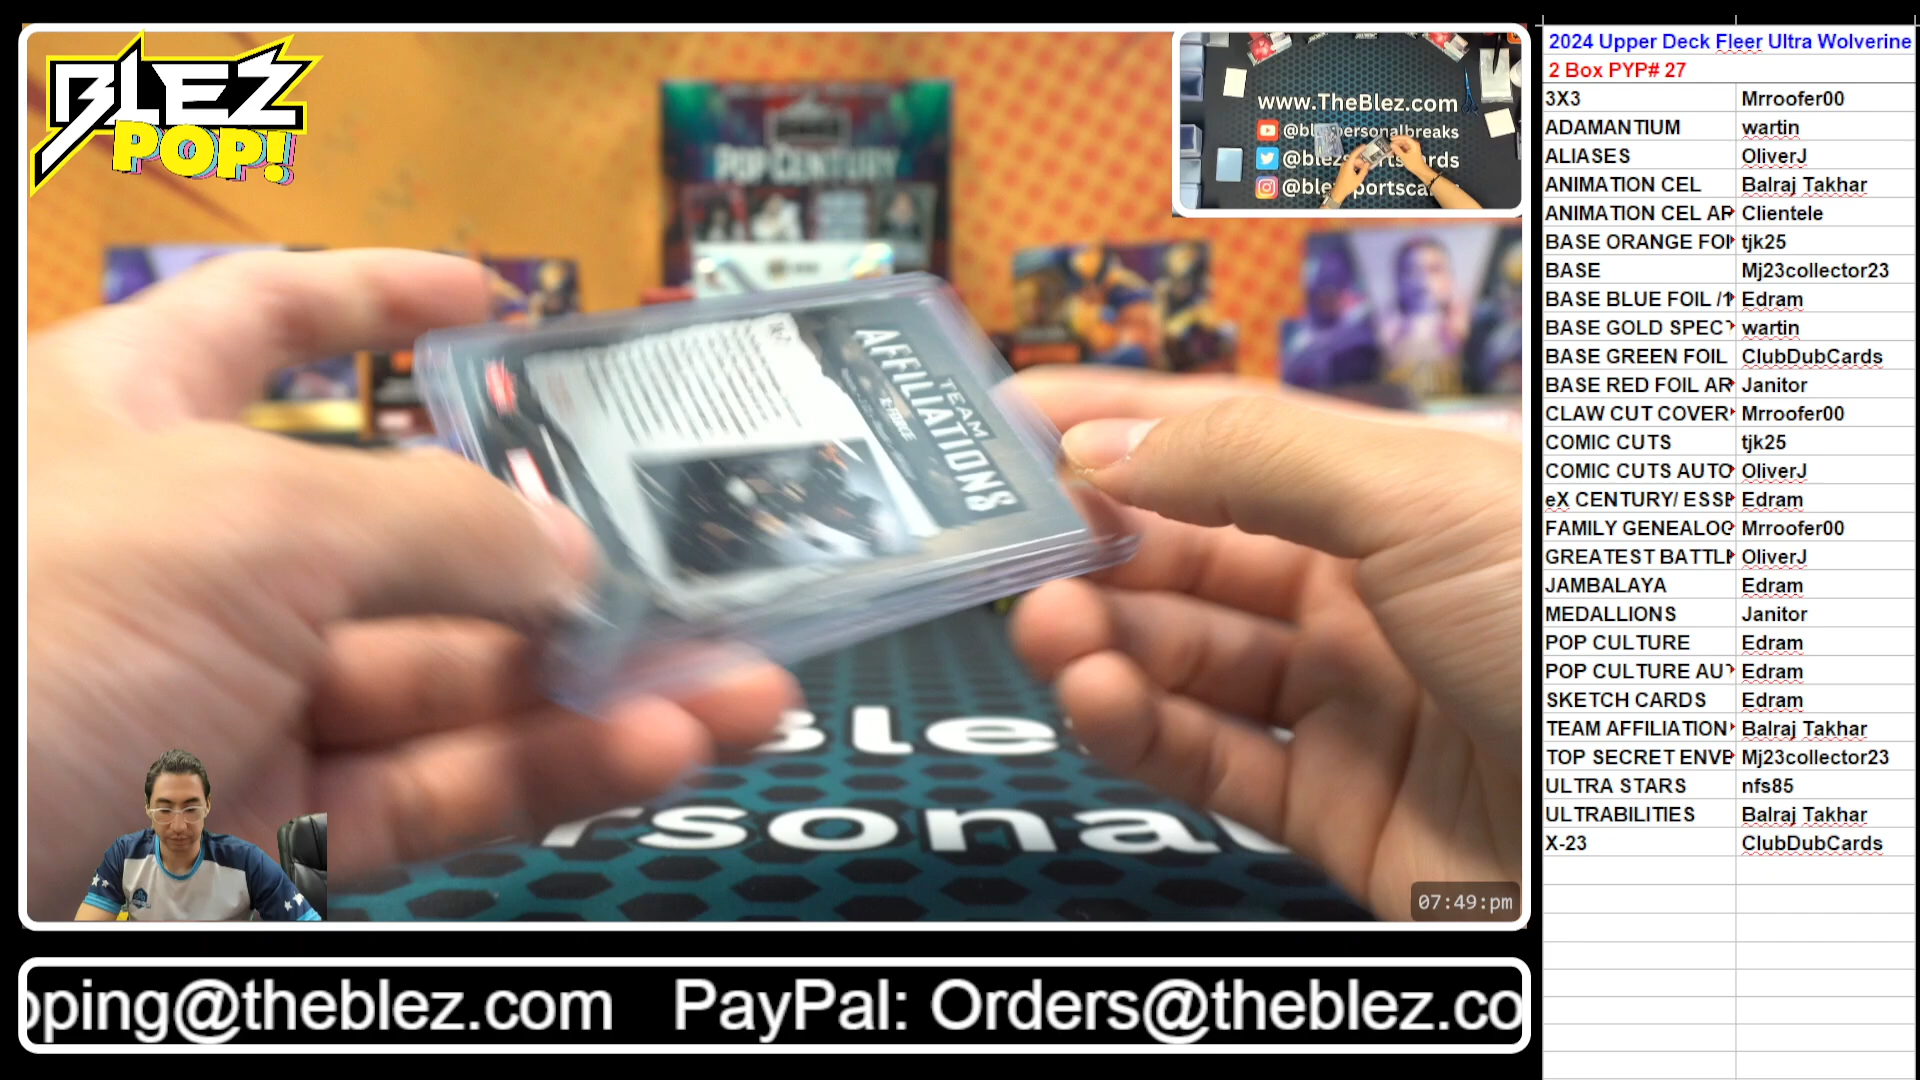 BLEZ
POP!
POP CENTURY
TEAM
AFFILIATIONS
X-FORCE
www.TheBlez.com
07:49:pm
rsona
pping@theblez.com PayPal: Orders@theblez.co
2024 Upper Deck Fleer Ultra Wolverine
2 Box PYP# 27
3X3 Mrroofer00
ADAMANTIUM wartin
ALIASES OliverJ
ANIMATION CEL Balraj Takhar
ANIMATION CEL AR Clientele
BASE ORANGE FOI tjk25
BASE Mj23collector23
BASE BLUE FOIL /1 Edram
BASE GOLD SPECT wartin
BASE GREEN FOIL ClubDubCards
BASE RED FOIL AR Janitor
CLAW CUT COVER Mrroofer00
COMIC CUTS tjk25
COMIC CUTS AUTO OliverJ
eX CENTURY/ ESSE Edram
FAMILY GENEALOG Mrroofer00
GREATEST BATTLE OliverJ
JAMBALAYA Edram
MEDALLIONS Janitor
POP CULTURE Edram
POP CULTURE AUT Edram
SKETCH CARDS Edram
TEAM AFFILIATION Balraj Takhar
TOP SECRET ENVE Mj23collector23
ULTRA STARS nfs85
ULTRABILITIES Balraj Takhar
X-23 ClubDubCards